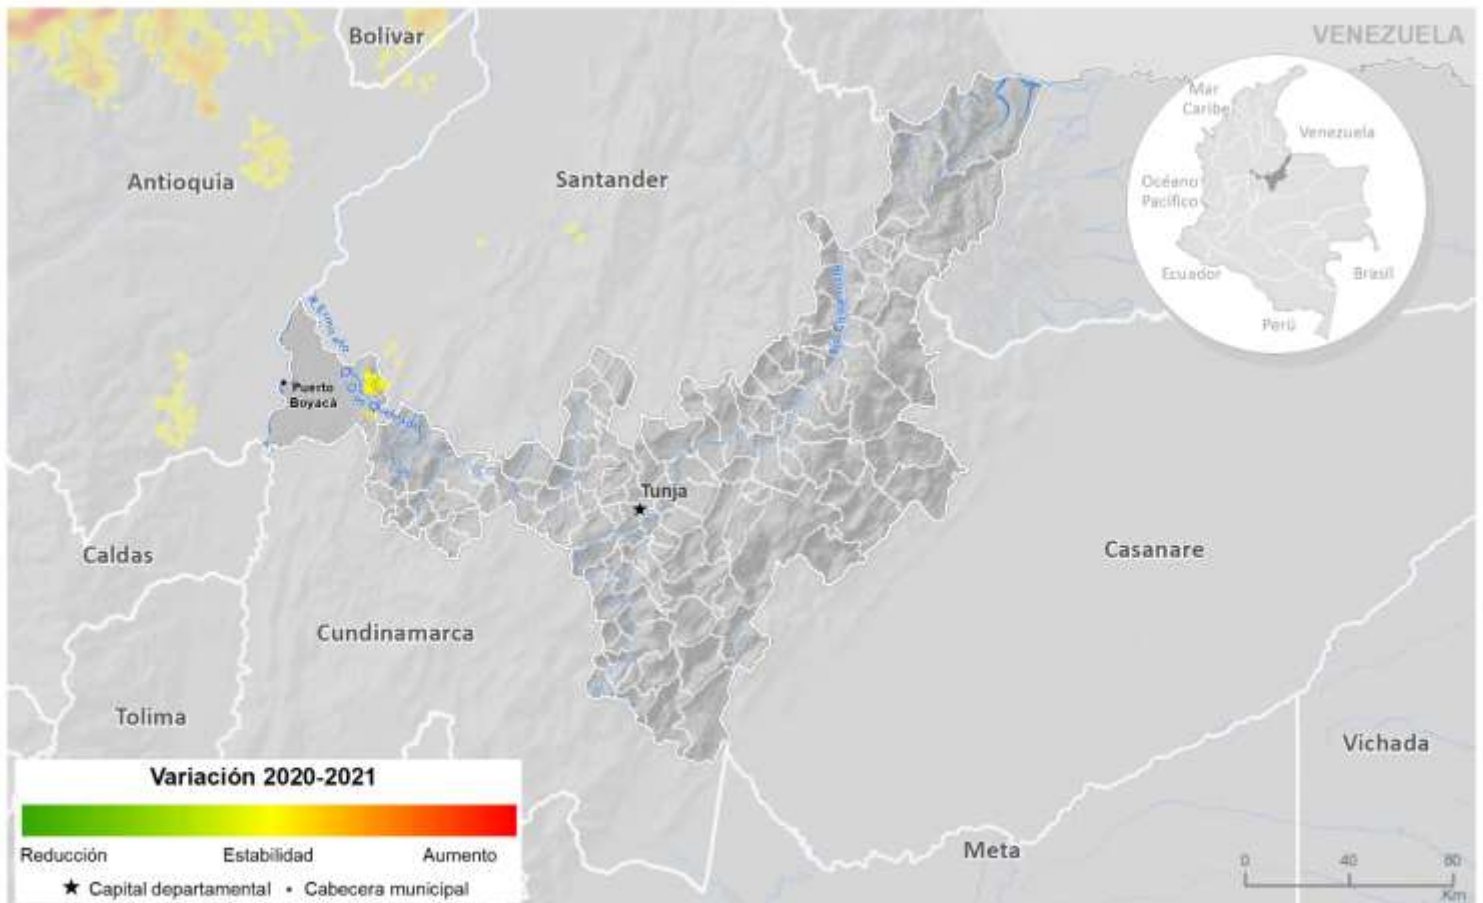 Bolívar
VENEZUELA
Mar
Caribe
Venezuela
Antioquia
Santander
Océano
Pacífico
Ecuador
Brasil
Perú
Puerto
Boyacá
Tunja
Caldas
Casanare
Cundinamarca
Tolima
Vichada
Variación 2020-2021
Reducción Estabilidad Aumento
Meta
0 40 80
Km
★ Capital departamental • Cabecera municipal